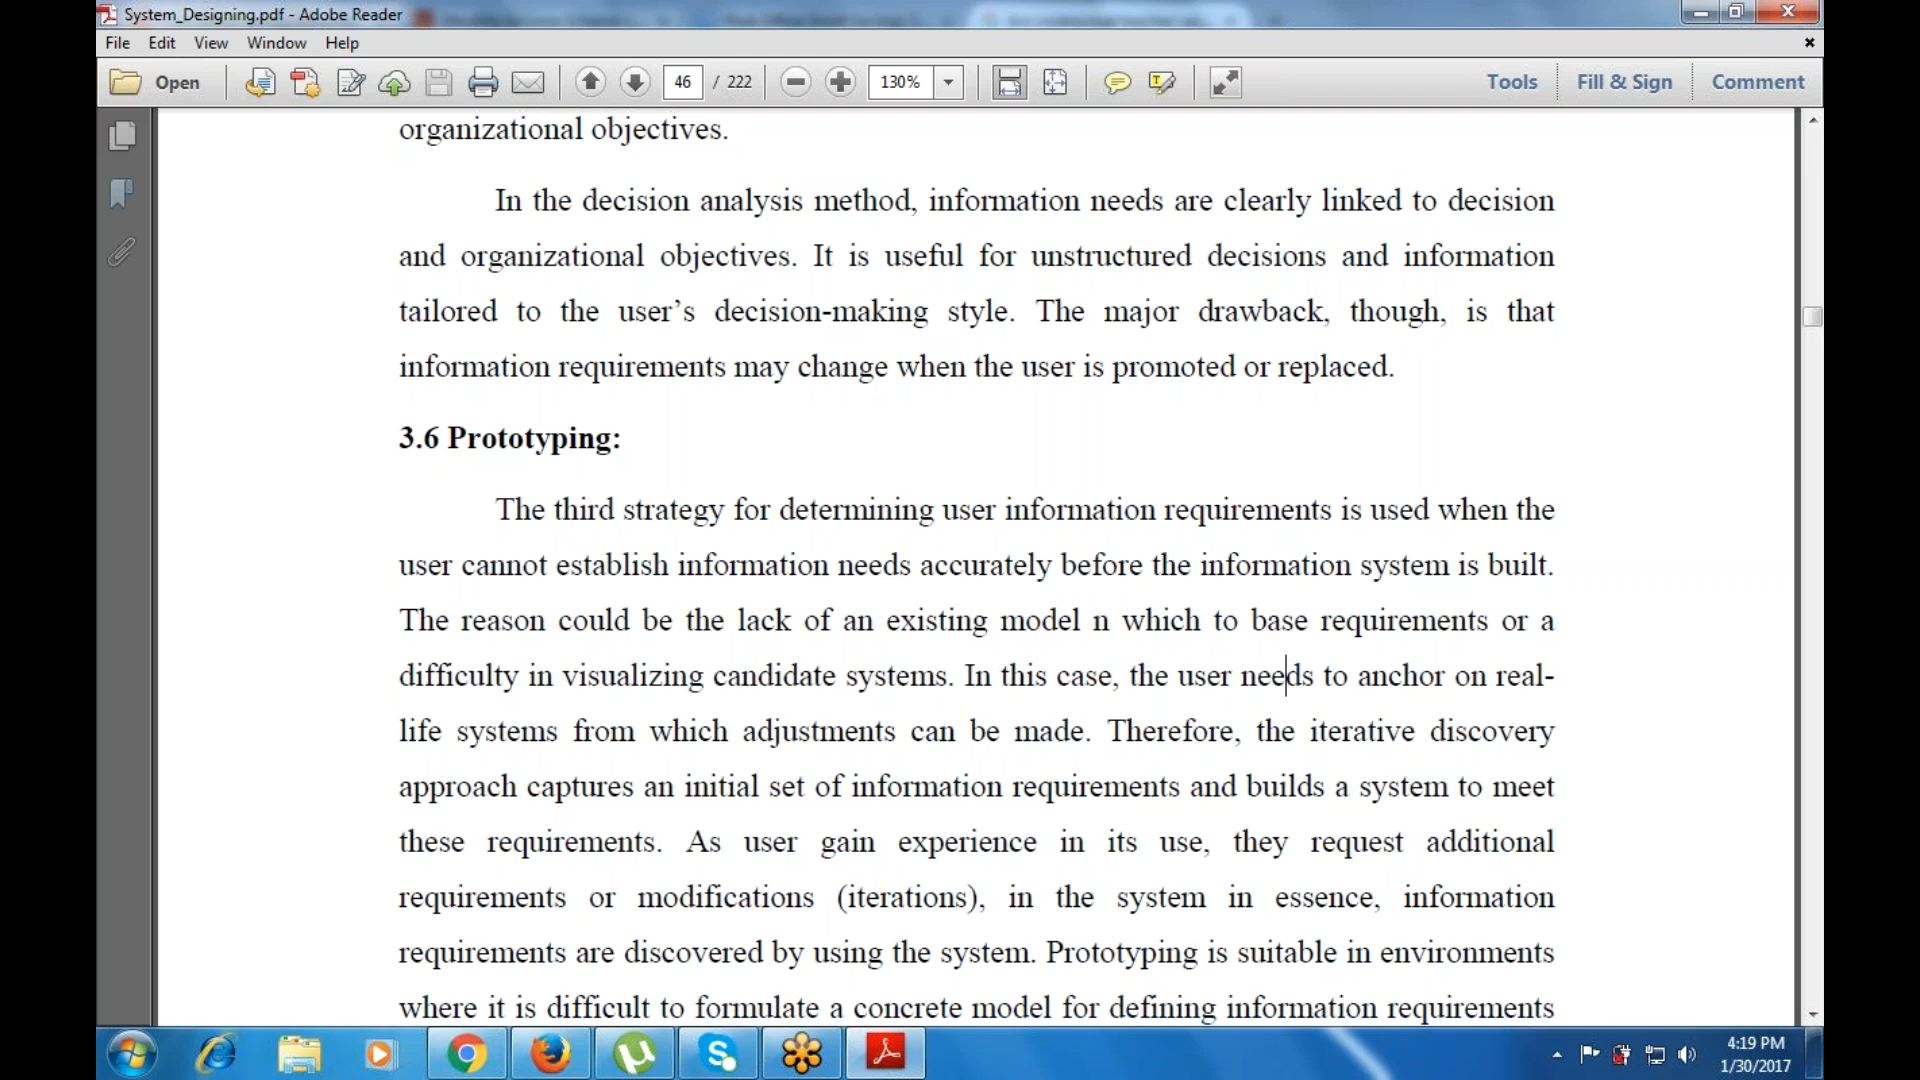 System_Designing.pdf - Adobe Reader
File Edit View Window Help
Open 46 / 222 130% Tools Fill & Sign Comment
organizational objectives.
In the decision analysis method, information needs are clearly linked to decision
and organizational objectives. It is useful for unstructured decisions and information
tailored to the user’s decision-making style. The major drawback, though, is that
information requirements may change when the user is promoted or replaced.
3.6 Prototyping:
The third strategy for determining user information requirements is used when the
user cannot establish information needs accurately before the information system is built.
The reason could be the lack of an existing model n which to base requirements or a
difficulty in visualizing candidate systems. In this case, the user needs to anchor on real-
life systems from which adjustments can be made. Therefore, the iterative discovery
approach captures an initial set of information requirements and builds a system to meet
these requirements. As user gain experience in its use, they request additional
requirements or modifications (iterations), in the system in essence, information
requirements are discovered by using the system. Prototyping is suitable in environments
where it is difficult to formulate a concrete model for defining information requirements
4:19 PM
1/30/2017